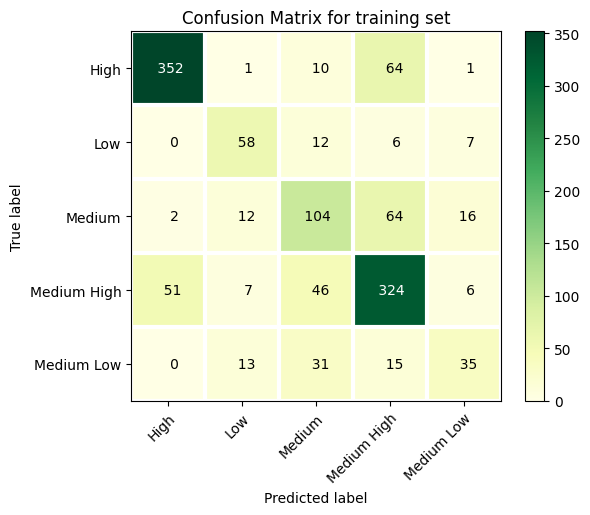 Confusion Matrix for training set
High 352 1 10 64 1
Low 0 58 12 6 7
Medium 2 12 104 64 16
Medium High 51 7 46 324 6
Medium Low 0 13 31 15 35
High Low Medium Medium High Medium Low
True label
Predicted label
350
300
250
200
150
100
50
0